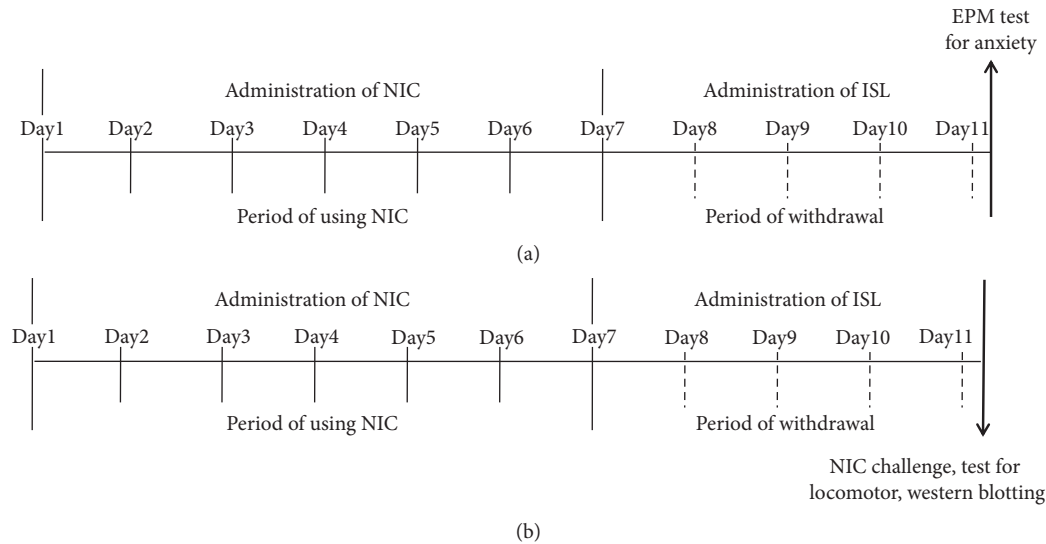 EPM test
for anxiety
Administration of NIC
Administration of ISL
Day1 Day2 Day3 Day4 Day5 Day6 Day7 Day8 Day9 Day10 Day11
Period of using NIC
Period of withdrawal
(a)
Administration of NIC
Administration of ISL
Day1 Day2 Day3 Day4 Day5 Day6 Day7 Day8 Day9 Day10 Day11
Period of using NIC
Period of withdrawal
NIC challenge, test for
locomotor, western blotting
(b)